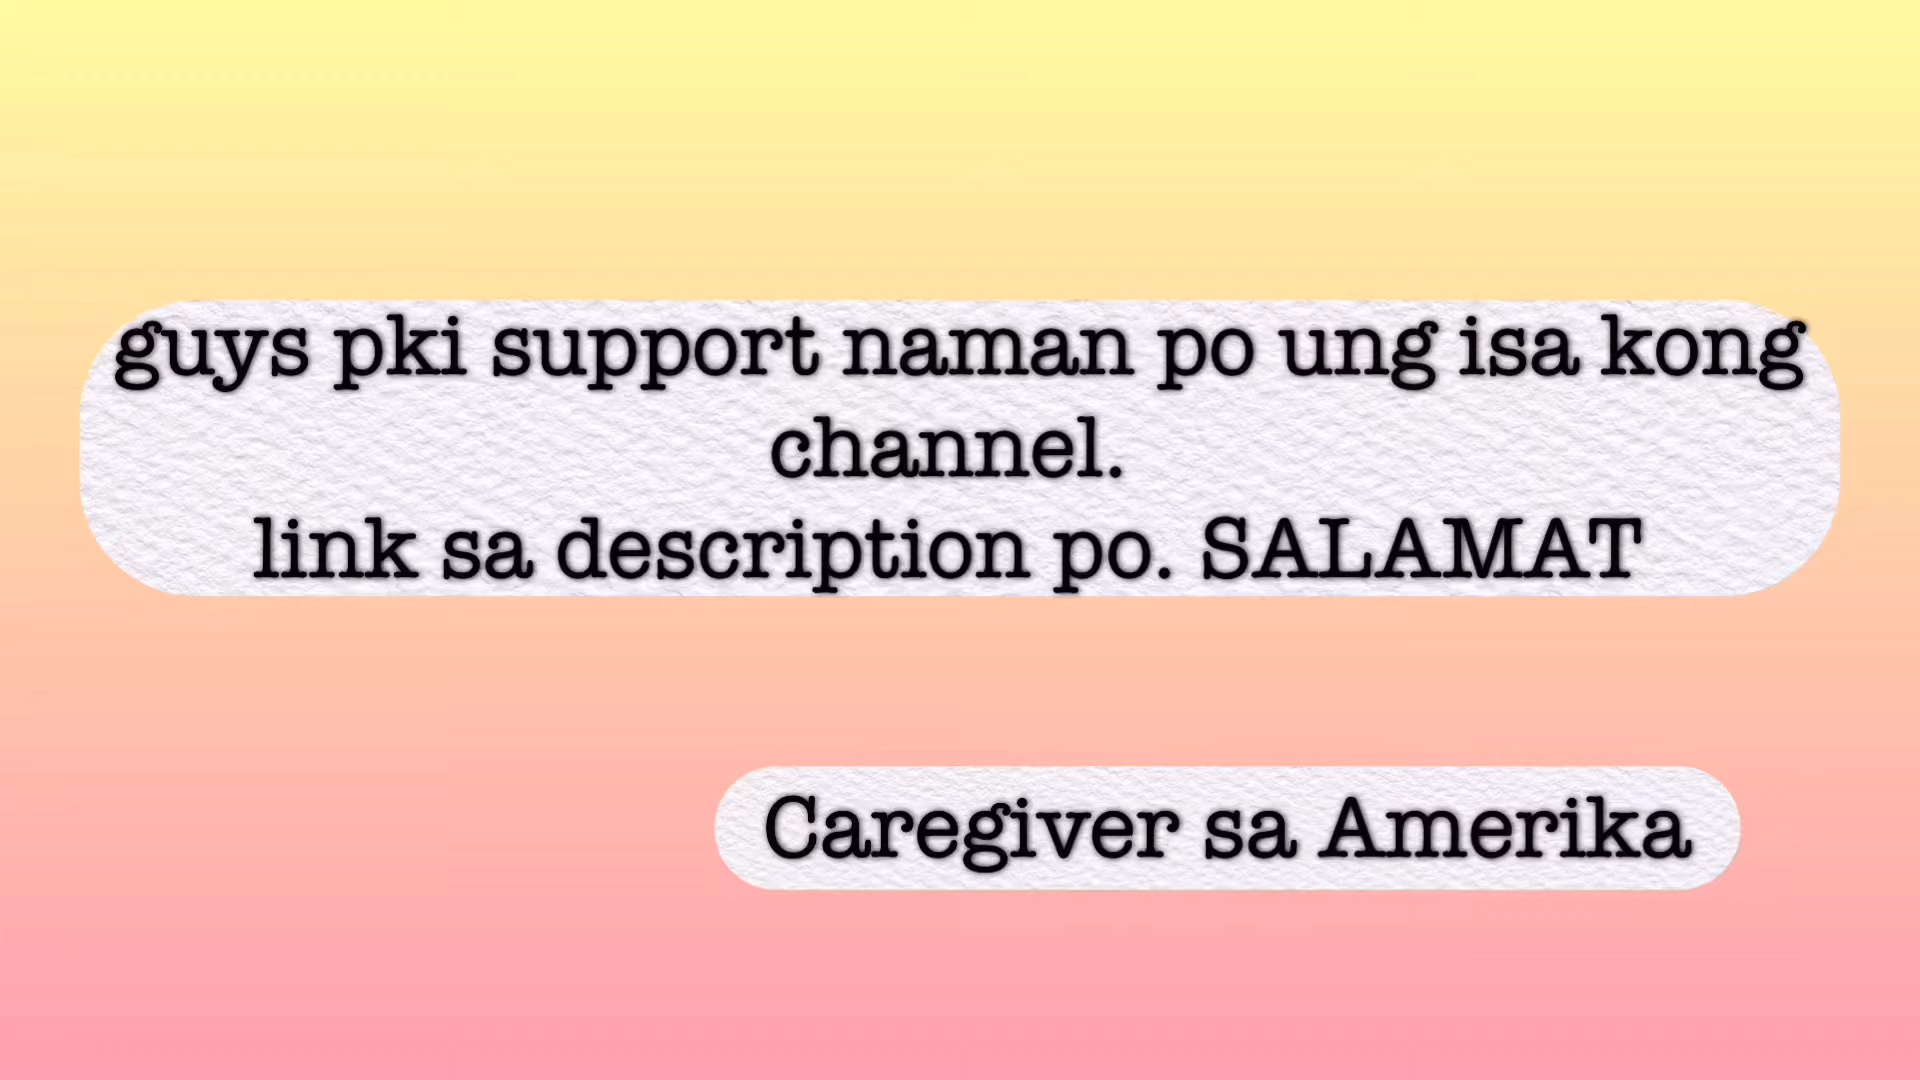 guys pki support naman po ung isa kong
channel.
link sa description po. SALAMAT
Caregiver sa Amerika